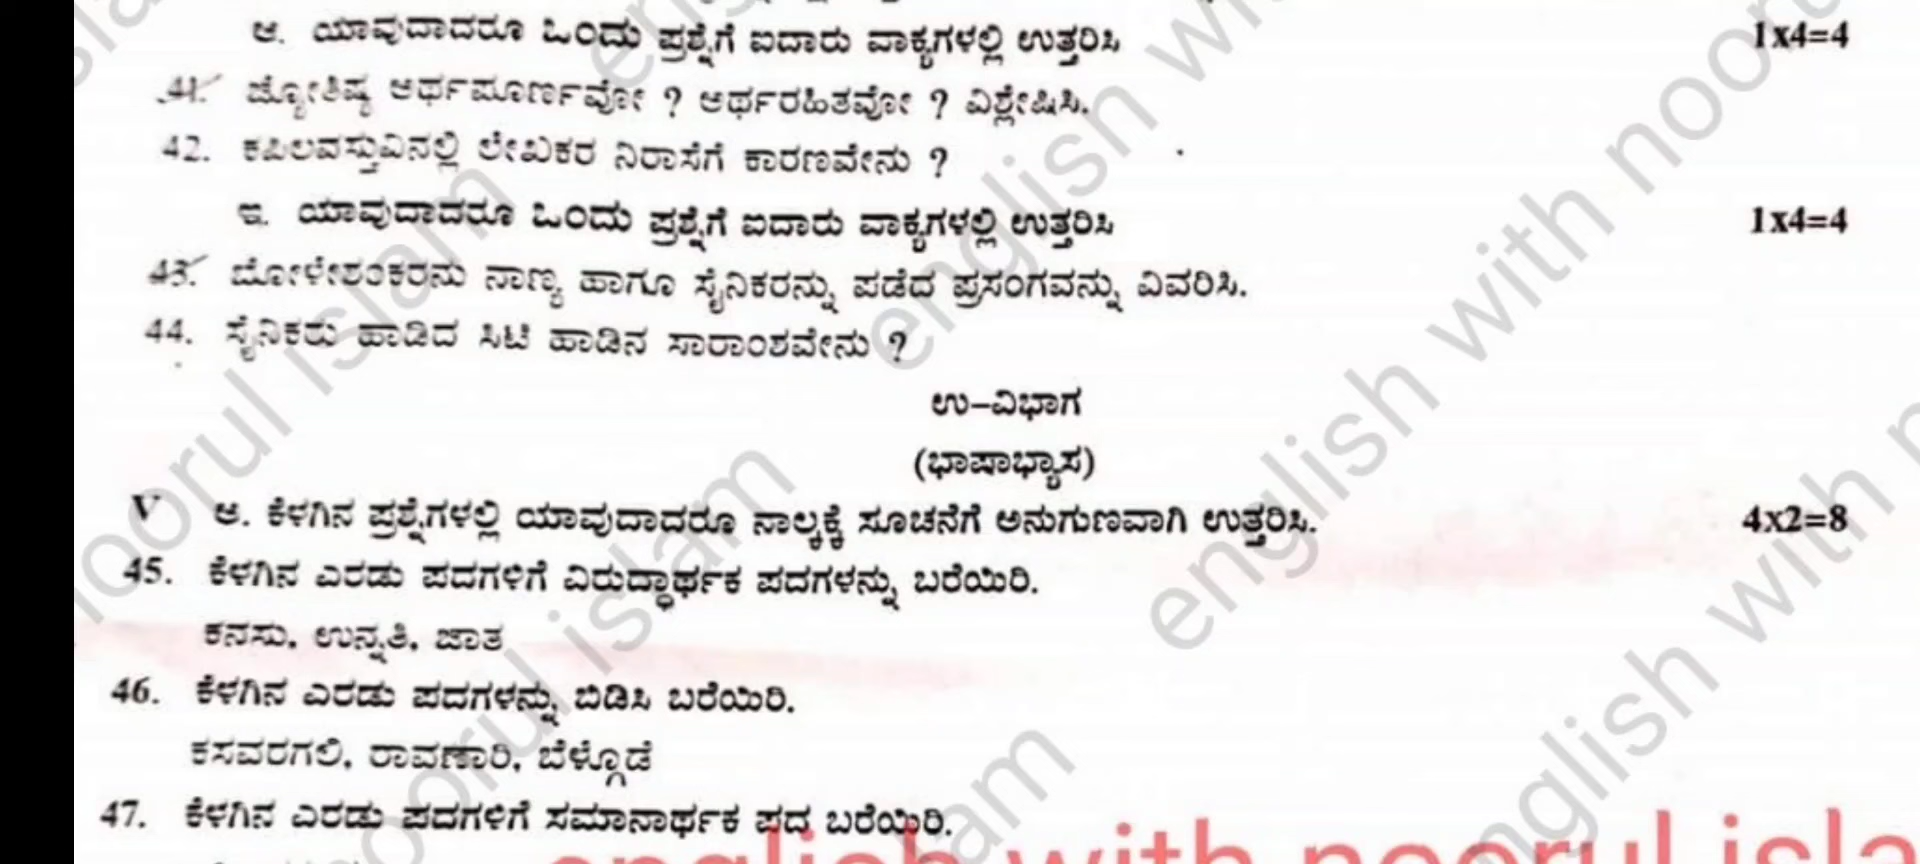 ಆ. ಯಾವುದಾದರೂ ಒಂದು ಪ್ರಶ್ನೆಗೆ ಐದಾರು ವಾಕ್ಯಗಳಲ್ಲಿ ಉತ್ತರಿಸಿ 1x4=4
41. ಜ್ಯೋತಿಷ್ಯ ಅರ್ಥಪೂರ್ಣವೋ ? ಅರ್ಥರಹಿತವೋ ? ವಿಶ್ಲೇಷಿಸಿ.
42. ಕಪಿಲವಸ್ತುವಿನಲ್ಲಿ ಲೇಖಕರ ನಿರಾಸೆಗೆ ಕಾರಣವೇನು ?
ಇ. ಯಾವುದಾದರೂ ಒಂದು ಪ್ರಶ್ನೆಗೆ ಐದಾರು ವಾಕ್ಯಗಳಲ್ಲಿ ಉತ್ತರಿಸಿ 1x4=4
43. ಬೋಳೇಶಂಕರನು ನಾಣ್ಯ ಹಾಗೂ ಸೈನಿಕರನ್ನು ಪಡೆದ ಪ್ರಸಂಗವನ್ನು ವಿವರಿಸಿ.
44. ಸೈನಿಕರು ಹಾಡಿದ ಸಿಟಿ ಹಾಡಿನ ಸಾರಾಂಶವೇನು ?
ಉ–ವಿಭಾಗ
(ಭಾಷಾಭ್ಯಾಸ)
V ಆ. ಕೆಳಗಿನ ಪ್ರಶ್ನೆಗಳಲ್ಲಿ ಯಾವುದಾದರೂ ನಾಲ್ಕಕ್ಕೆ ಸೂಚನೆಗೆ ಅನುಗುಣವಾಗಿ ಉತ್ತರಿಸಿ. 4x2=8
45. ಕೆಳಗಿನ ಎರಡು ಪದಗಳಿಗೆ ವಿರುದ್ಧಾರ್ಥಕ ಪದಗಳನ್ನು ಬರೆಯಿರಿ.
ಕನಸು, ಉನ್ನತಿ, ಜಾತ
46. ಕೆಳಗಿನ ಎರಡು ಪದಗಳನ್ನು ಬಿಡಿಸಿ ಬರೆಯಿರಿ.
ಕಸವರಗಲಿ, ರಾವಣಾರಿ, ಬೆಳ್ಗೊಡೆ
47. ಕೆಳಗಿನ ಎರಡು ಪದಗಳಿಗೆ ಸಮಾನಾರ್ಥಕ ಪದ ಬರೆಯಿರಿ.
english with noorul isla